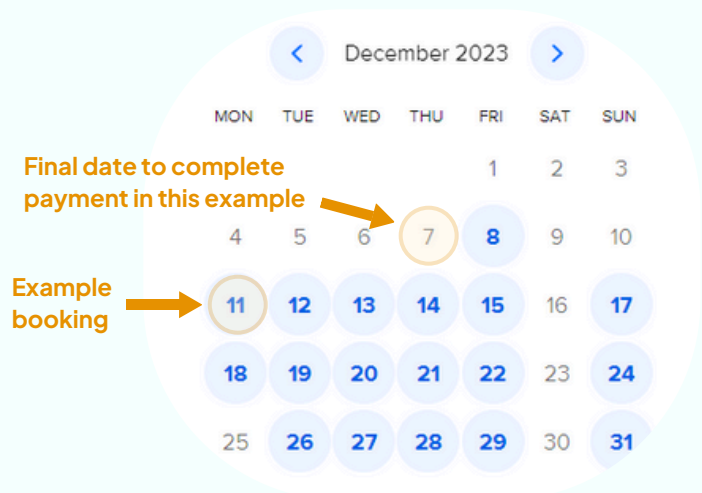 December 2023
MON TUE WED THU FRI SAT SUN
Final date to complete
payment in this example
1 2 3
4 5 6 7 8 9 10
Example
booking
11 12 13 14 15 16 17
18 19 20 21 22 23 24
25 26 27 28 29 30 31